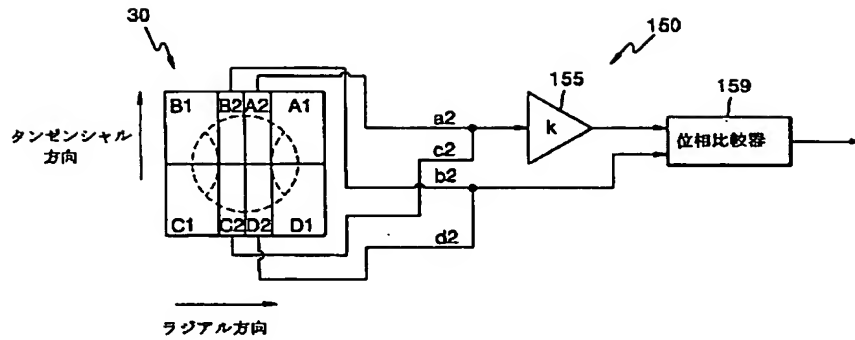 30
150
155
159
B1
B2
A2
A1
a2
k
位相比較器
タンゼンシャル
方向
c2
b2
C1
C2
D2
D1
d2
ラジアル方向